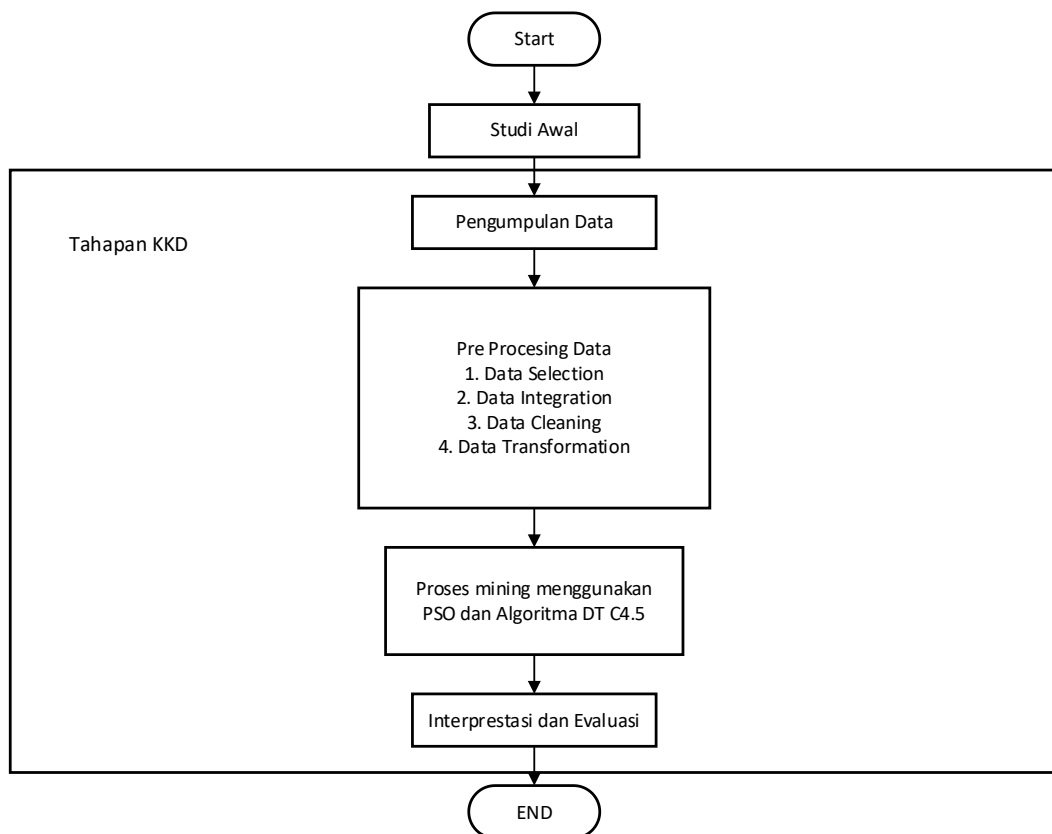 Start
Studi Awal
Tahapan KKD
Pengumpulan Data
Pre Procesing Data
1. Data Selection
2. Data Integration
3. Data Cleaning
4. Data Transformation
Proses mining menggunakan
PSO dan Algoritma DT C4.5
Interprestasi dan Evaluasi
END